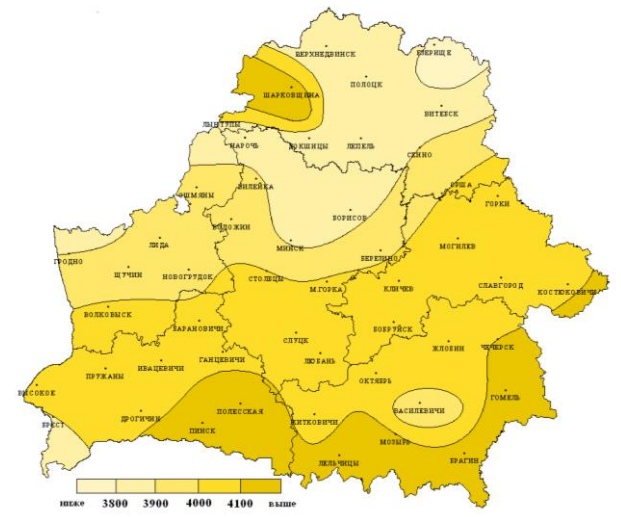 ЕЗЕРИЩЕ
ВЕРХНЕДВИНСК
ПОЛОЦК
ШАРКОВЩИНА
ВИТЕБСК
ЛЫНТУПЫ
НАРОЧЬ
ДОКШИЦЫ
ЛЕПЕЛЬ
СЕННО
ОШМЯНЫ
ВИЛЕЙКА
ОРША
ГОРКИ
БОРИСОВ
ВОЛОЖИН
МИНСК
МОГИЛЕВ
ЛИДА
БЕРЕЗИНО
ГРОДНО
ЩУЧИН
НОВОГРУДОК
СТОЛБЦЫ
М.ГОРКА
КЛИЧЕВ
СЛАВГОРОД
КОСТЮКОВИЧИ
ВОЛКОВЫСК
БАРАНОВИЧИ
БОБРУЙСК
СЛУЦК
ЖЛОБИН
ЧЕЧЕРСК
ИВАЦЕВИЧИ
ГАНЦЕВИЧИ
ЛЮБАНЬ
ПРУЖАНЫ
ОКТЯБРЬ
ВЫСОКОЕ
ГОМЕЛЬ
ПОЛЕССКАЯ
ВАСИЛЕВИЧИ
ДРОГИЧИН
ЖИТКОВИЧИ
БРЕСТ
ПИНСК
МОЗЫРЬ
ЛЕЛЬЧИЦЫ
БРАГИН
ниже 3800 3900 4000 4100 выше